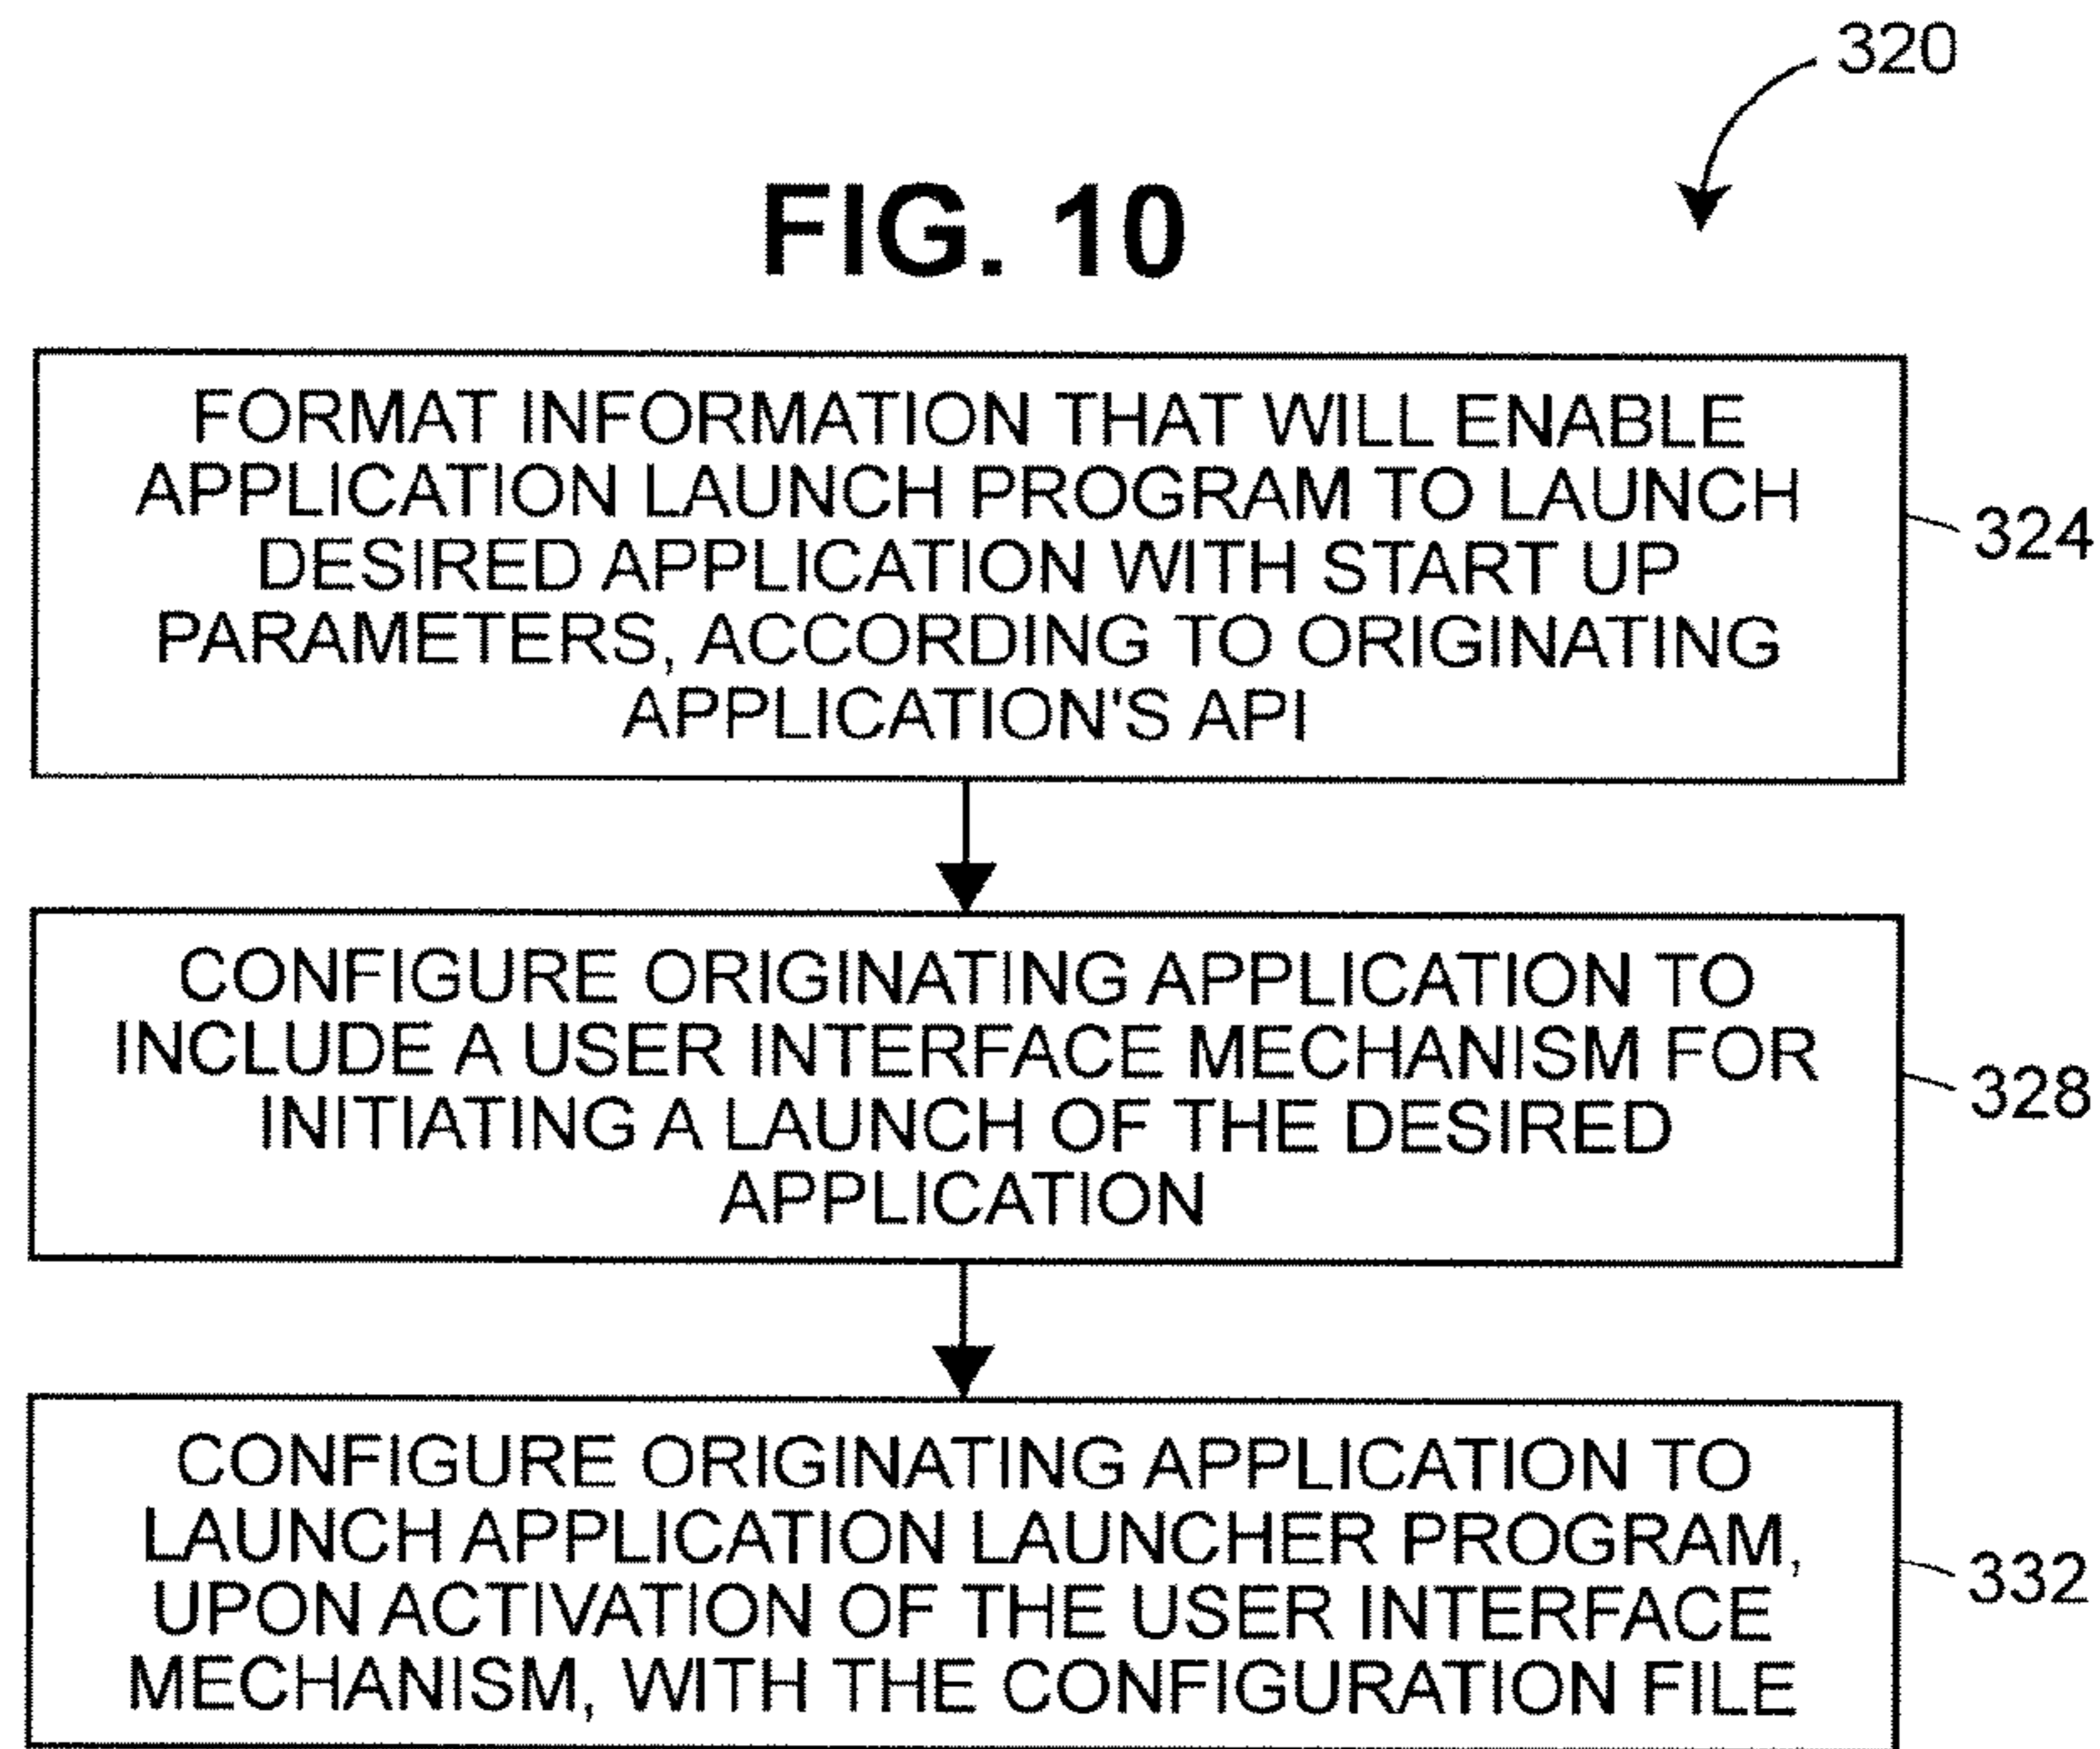 320
FIG. 10
FORMAT INFORMATION THAT WILL ENABLE
APPLICATION LAUNCH PROGRAM TO LAUNCH
DESIRED APPLICATION WITH START UP
PARAMETERS, ACCORDING TO ORIGINATING
APPLICATION'S API
324
CONFIGURE ORIGINATING APPLICATION TO
INCLUDE A USER INTERFACE MECHANISM FOR
INITIATING A LAUNCH OF THE DESIRED
APPLICATION
328
CONFIGURE ORIGINATING APPLICATION TO
LAUNCH APPLICATION LAUNCHER PROGRAM,
UPON ACTIVATION OF THE USER INTERFACE
MECHANISM, WITH THE CONFIGURATION FILE
332